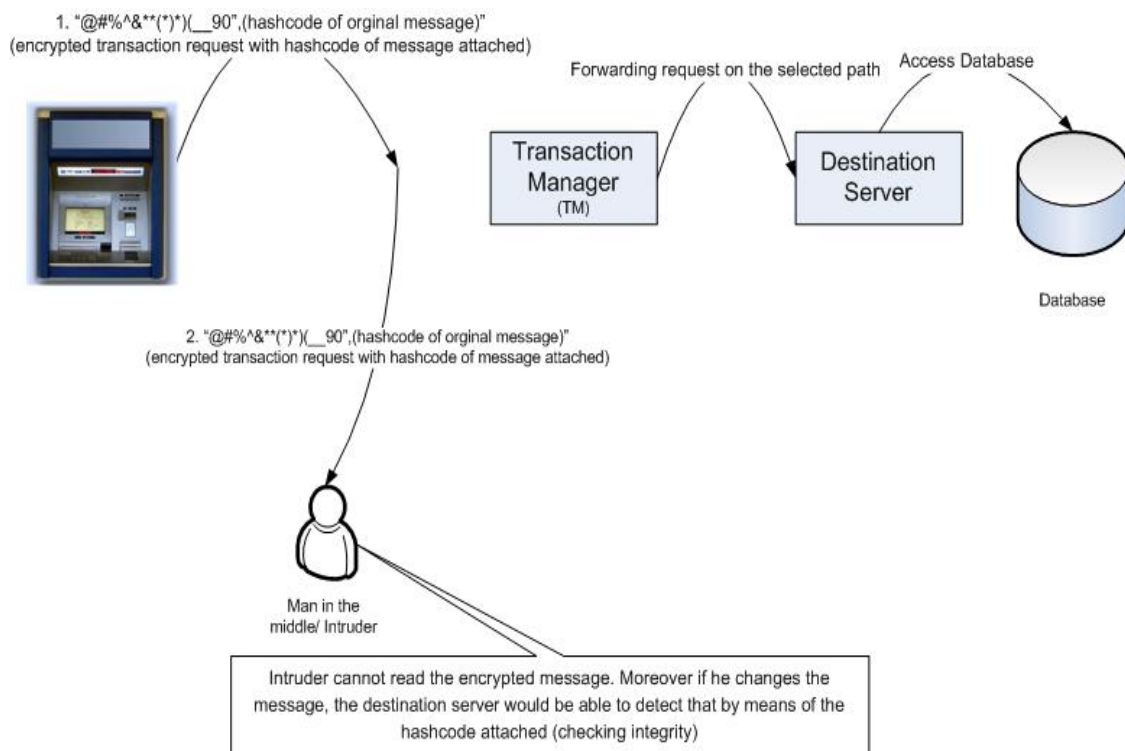 1. “@#%^&**(*)*)(__90”,(hashcode of orginal message)”
(encrypted transaction request with hashcode of message attached)
Forwarding request on the selected path
Access Database
Transaction
Manager
(TM)
Destination
Server
Database
2. “@#%^&**(*)*)(__90”,(hashcode of orginal message)”
(encrypted transaction request with hashcode of message attached)
Man in the
middle/ Intruder
Intruder cannot read the encrypted message. Moreover if he changes the
message, the destination server would be able to detect that by means of the
hashcode attached (checking integrity)